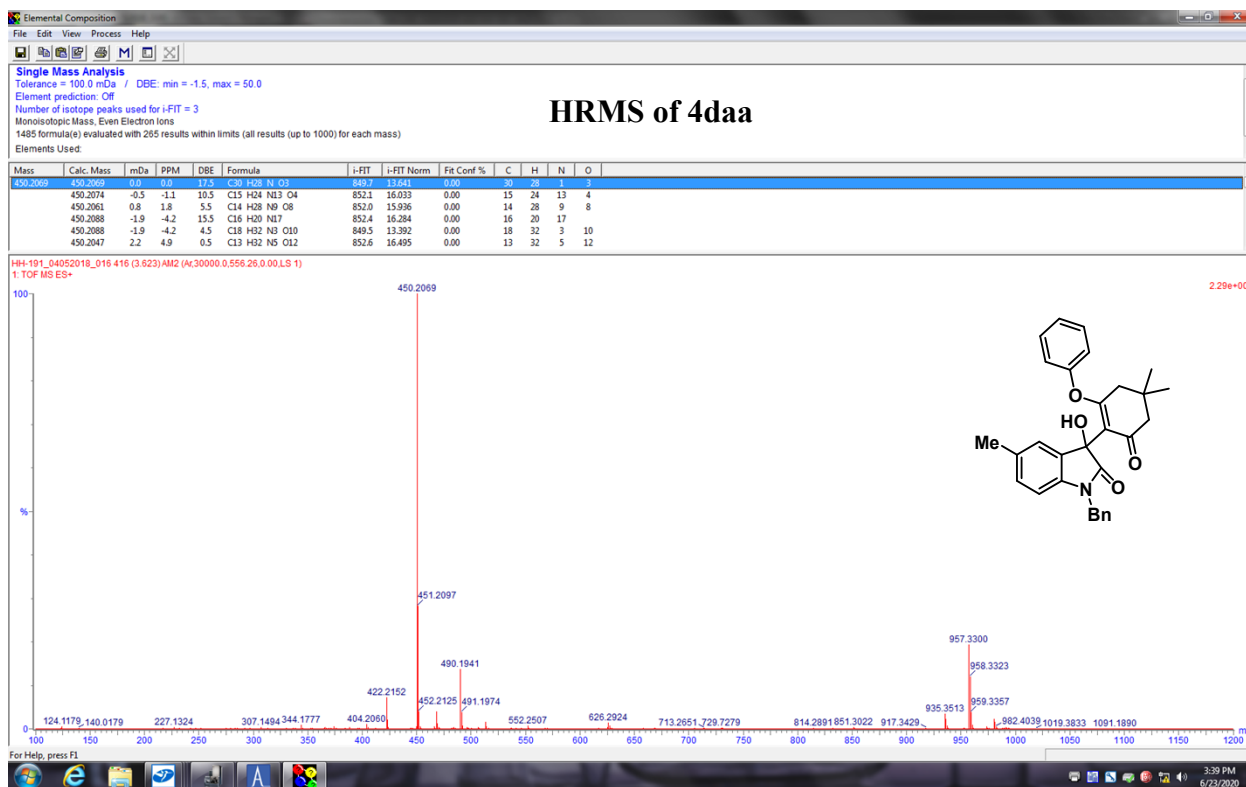 Elemental Composition
File Edit View Process Help
Single Mass Analysis
Tolerance = 100.0 mDa / DBE: min = -1.5, max = 50.0
Element prediction: Off
Number of isotope peaks used for i-FIT = 3
Monoisotopic Mass, Even Electron Ions
1485 formula(e) evaluated with 265 results within limits (all results (up to 1000) for each mass)
Elements Used:
HRMS of 4daa
Mass Calc. Mass mDa PPM DBE Formula i-FIT i-FIT Norm Fit Conf % C H N O
450.2069 450.2069 0.0 0.0 17.5 C30 H28 N O3 849.7 13.641 0.00 30 28 1 3
450.2074 -0.5 -1.1 10.5 C15 H24 N13 O4 852.1 16.033 0.00 15 24 13 4
450.2061 0.8 1.8 5.5 C14 H28 N9 O8 852.0 15.936 0.00 14 28 9 8
450.2088 -1.9 -4.2 15.5 C16 H20 N17 852.4 16.284 0.00 16 20 17
450.2088 -1.9 -4.2 4.5 C18 H32 N3 O10 849.5 13.392 0.00 18 32 3 10
450.2047 2.2 4.9 0.5 C13 H32 N5 O12 852.6 16.495 0.00 13 32 5 12
HH-191_04052018_016 416 (3.623) AM2 (Ar,30000.0,556.26,0.00,LS 1)
1: TOF MS ES+
2.29e+00
100
%
0
450.2069
451.2097
490.1941
422.2152
452.2125
491.1974
124.1179
140.0179
227.1324
307.1494
344.1777
404.2060
552.2507
626.2924
713.2651
729.7279
814.2891
851.3022
917.3429
935.3513
957.3300
958.3323
959.3357
982.4039
1019.3833
1091.1890
100 150 200 250 300 350 400 450 500 550 600 650 700 750 800 850 900 950 1000 1050 1100 1150 1200
m
O
HO
Me
O
O
N
Bn
For Help, press F1
3:39 PM
6/23/2020